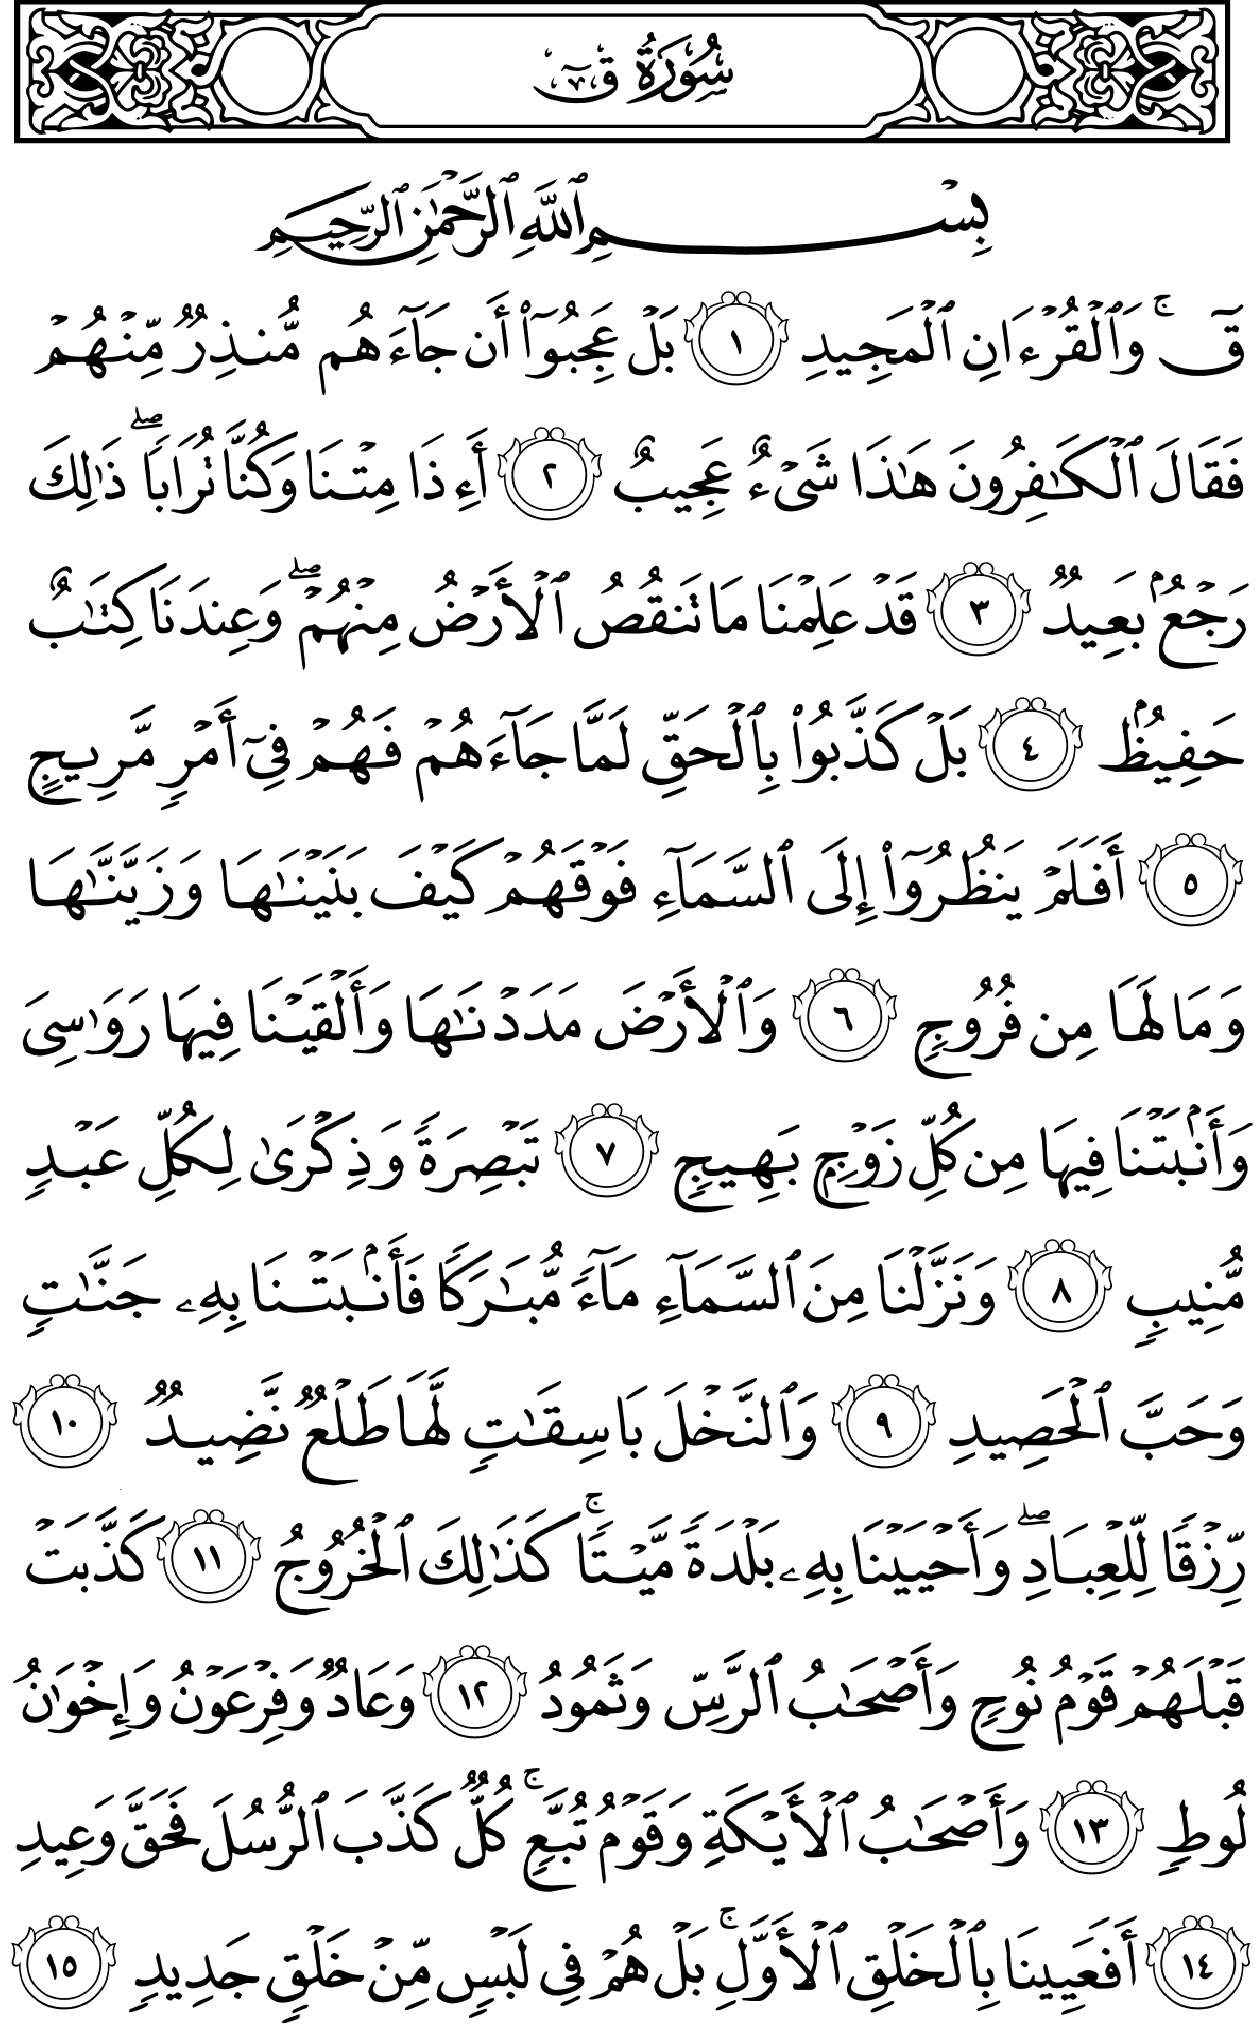 سُورَةُ قٓ
بِسۡمِ ٱللَّهِ ٱلرَّحۡمَٰنِ ٱلرَّحِيمِ
قٓۚ وَٱلۡقُرۡءَانِ ٱلۡمَجِيدِ ١ بَلۡ عَجِبُوٓاْ أَن جَآءَهُم مُّنذِرٞ مِّنۡهُمۡ
فَقَالَ ٱلۡكَٰفِرُونَ هَٰذَا شَيۡءٌ عَجِيبٌ ٢ أَءِذَا مِتۡنَا وَكُنَّا تُرَابٗاۖ ذَٰلِكَ
رَجۡعُۢ بَعِيدٞ ٣ قَدۡ عَلِمۡنَا مَا تَنقُصُ ٱلۡأَرۡضُ مِنۡهُمۡۖ وَعِندَنَا كِتَٰبٌ
حَفِيظُۢ ٤ بَلۡ كَذَّبُواْ بِٱلۡحَقِّ لَمَّا جَآءَهُمۡ فَهُمۡ فِيٓ أَمۡرٖ مَّرِيجٍ
٥ أَفَلَمۡ يَنظُرُوٓاْ إِلَى ٱلسَّمَآءِ فَوۡقَهُمۡ كَيۡفَ بَنَيۡنَٰهَا وَزَيَّنَّٰهَا
وَمَا لَهَا مِن فُرُوجٖ ٦ وَٱلۡأَرۡضَ مَدَدۡنَٰهَا وَأَلۡقَيۡنَا فِيهَا رَوَٰسِيَ
وَأَنۢبَتۡنَا فِيهَا مِن كُلِّ زَوۡجِۭ بَهِيجٖ ٧ تَبۡصِرَةٗ وَذِكۡرَىٰ لِكُلِّ عَبۡدٖ
مُّنِيبٖ ٨ وَنَزَّلۡنَا مِنَ ٱلسَّمَآءِ مَآءٗ مُّبَٰرَكٗا فَأَنۢبَتۡنَا بِهِۦ جَنَّٰتٖ
وَحَبَّ ٱلۡحَصِيدِ ٩ وَٱلنَّخۡلَ بَاسِقَٰتٖ لَّهَا طَلۡعٞ نَّضِيدٞ ١٠
رِّزۡقٗا لِّلۡعِبَادِۖ وَأَحۡيَيۡنَا بِهِۦ بَلۡدَةٗ مَّيۡتٗاۚ كَذَٰلِكَ ٱلۡخُرُوجُ ١١ كَذَّبَتۡ
قَبۡلَهُمۡ قَوۡمُ نُوحٖ وَأَصۡحَٰبُ ٱلرَّسِّ وَثَمُودُ ١٢ وَعَادٞ وَفِرۡعَوۡنُ وَإِخۡوَٰنُ
لُوطٖ ١٣ وَأَصۡحَٰبُ ٱلۡأَيۡكَةِ وَقَوۡمُ تُبَّعٖۚ كُلّٞ كَذَّبَ ٱلرُّسُلَ فَحَقَّ وَعِيدِ
١٤ أَفَعَيِينَا بِٱلۡخَلۡقِ ٱلۡأَوَّلِۚ بَلۡ هُمۡ فِي لَبۡسٖ مِّنۡ خَلۡقٖ جَدِيدٖ ١٥